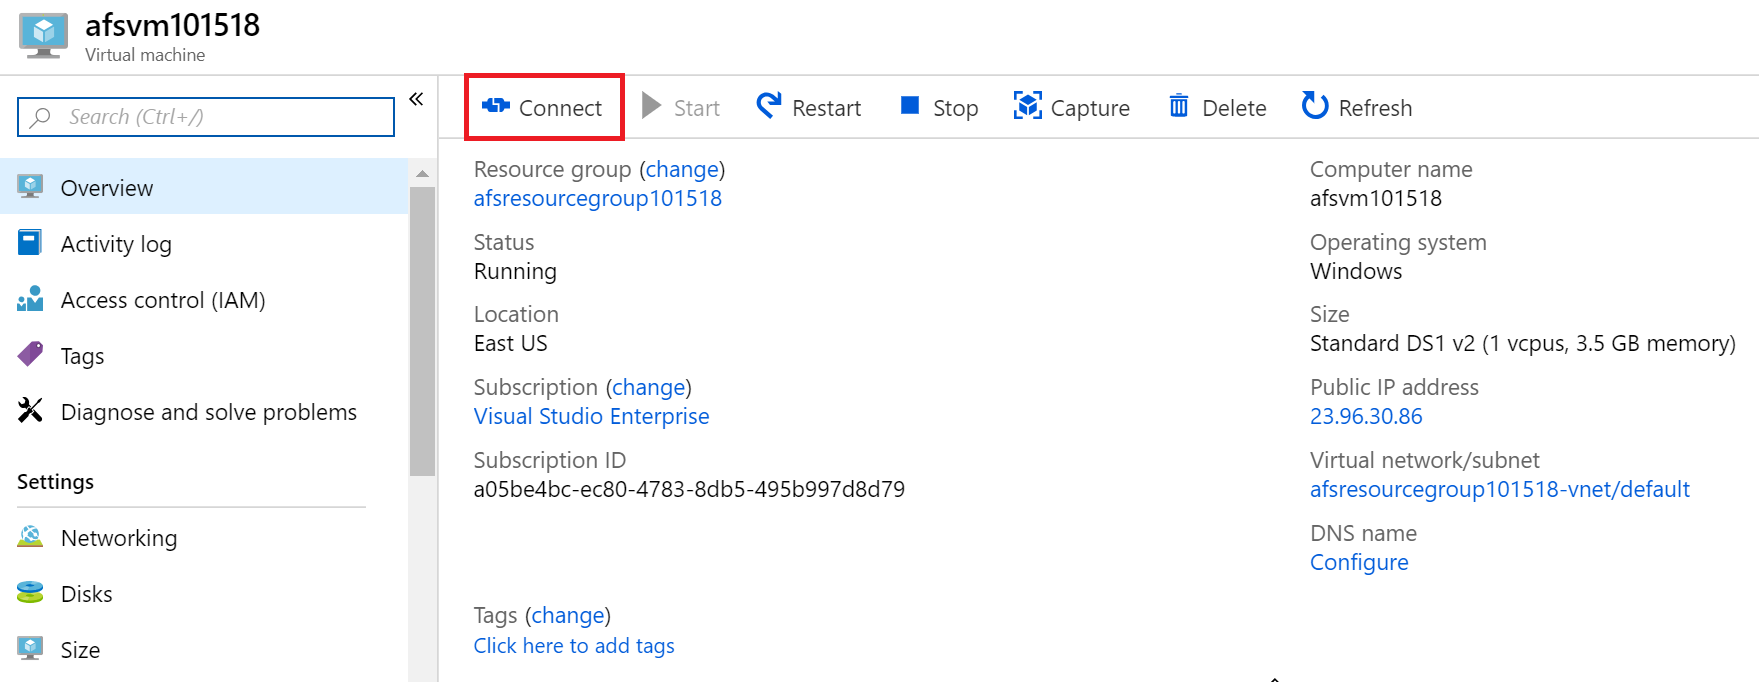 afsvm101518
Virtual machine
Search (Ctrl+/)
«
Overview
Activity log
Access control (IAM)
Tags
Diagnose and solve problems
Settings
Networking
Disks
Size
Connect
Start
Restart
Stop
Capture
Delete
Refresh
Resource group (change)
afsresourcegroup101518
Status
Running
Location
East US
Subscription (change)
Visual Studio Enterprise
Subscription ID
a05be4bc-ec80-4783-8db5-495b997d8d79
Computer name
afsvm101518
Operating system
Windows
Size
Standard DS1 v2 (1 vcpus, 3.5 GB memory)
Public IP address
23.96.30.86
Virtual network/subnet
afsresourcegroup101518-vnet/default
DNS name
Configure
Tags (change)
Click here to add tags